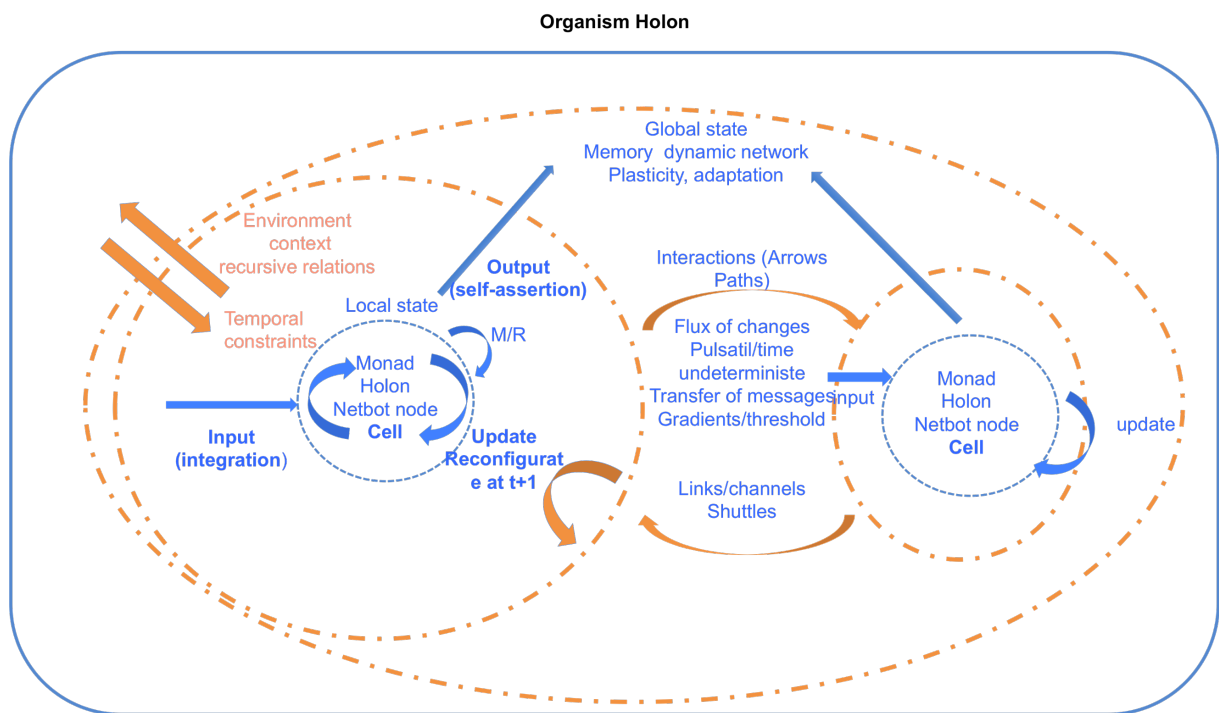 Organism Holon
Global state
Memory  dynamic network
Plasticity, adaptation
Environment
context
recursive relations
Temporal
constraints
Output
(self-assertion)
Local state
M/R
Monad
Holon
Netbot node
Cell
Input
(integration)
Update
Reconfigurat
e at t+1
Interactions (Arrows
Paths)
Flux of changes
Pulsatil/time
undeterministe
Transfer of messages
Gradients/threshold
input
Links/channels
Shuttles
Monad
Holon
Netbot node
Cell
update